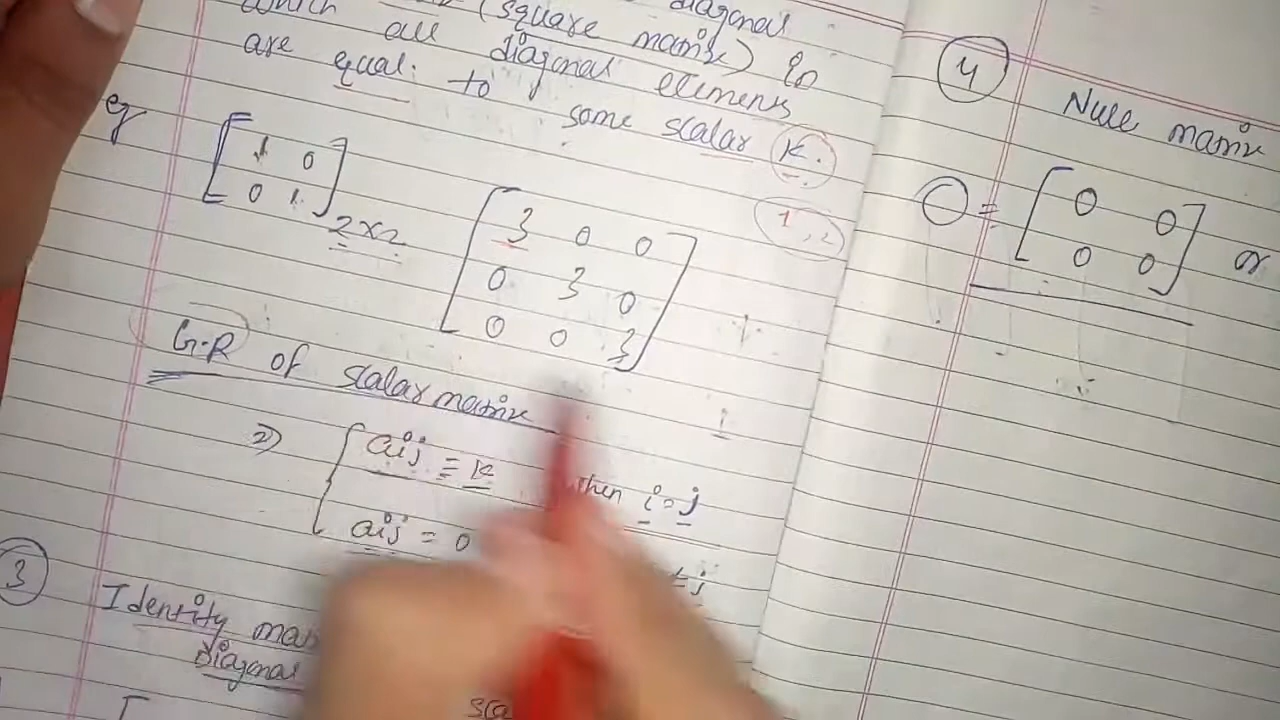 diagonal
which (square matrix) in
all diagonal elements
are equal. to some scalar K.
eg [1 0
0 1] 2x2
1, 2
[3 0 0
0 3 0
0 0 3]
G.R of scalar matrix
2) { aij = K when i = j
aij = 0 ≠ j
3 Identity
diagonal
4 Null matrix
O = [0 0
0 0] or